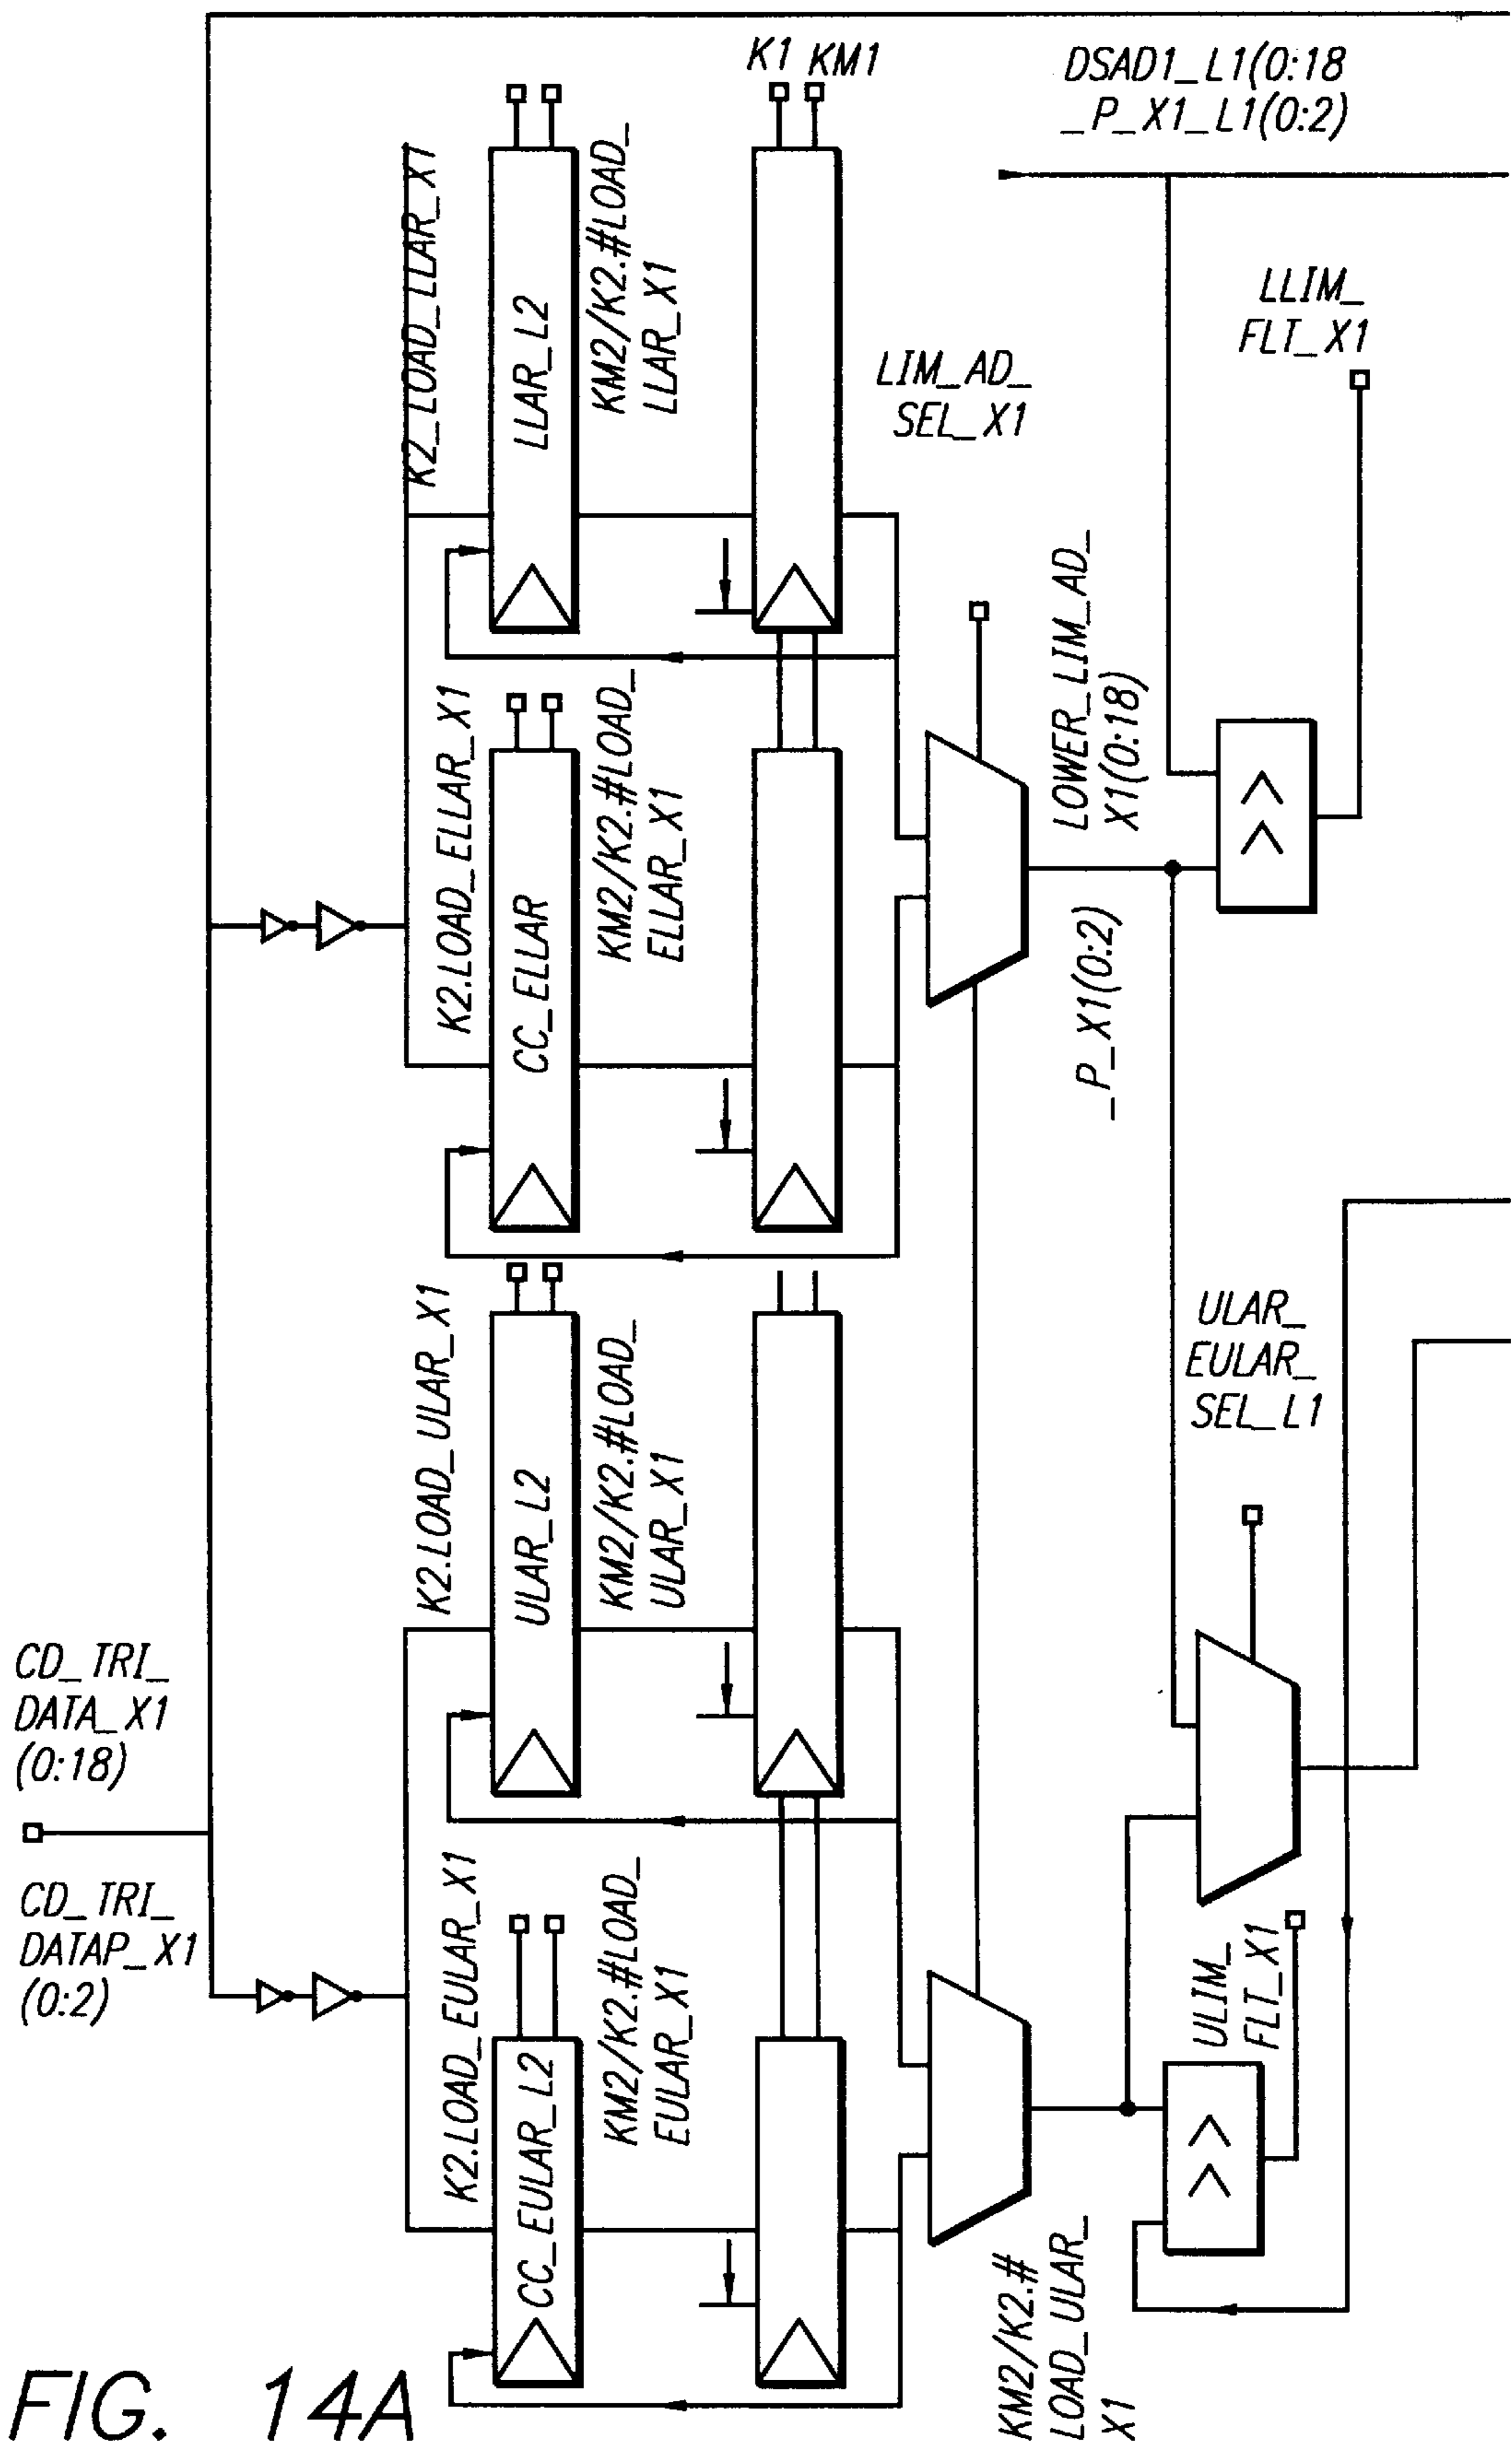 K1 KM1
DSAD1_L1(0:18
_P_X1_L1(0:2)
K2_LOAD_LLAR_X1
LLAR_L2
KM2/K2.#LOAD_
LLAR_X1
LIM_AD_
SEL_X1
LLIM_
FLT_X1
K2.LOAD_ELLAR_X1
CC_ELLAR
KM2/K2.#LOAD_
ELLAR_X1
LOWER_LIM_AD_
X1(0:18)
_P_X1(0:2)
>>
K2.LOAD_ULAR_X1
ULAR_L2
KM2/K2.#LOAD_
ULAR_X1
ULAR_
EULAR_
SEL_L1
CD_TRI_
DATA_X1
(0:18)
CD_TRI_
DATAP_X1
(0:2)
K2.LOAD_EULAR_X1
CC_EULAR_L2
KM2/K2.#LOAD_
EULAR_X1
ULIM_
FLT_X1
>>
KM2/K2.#
LOAD_ULAR_
X1
FIG. 14A